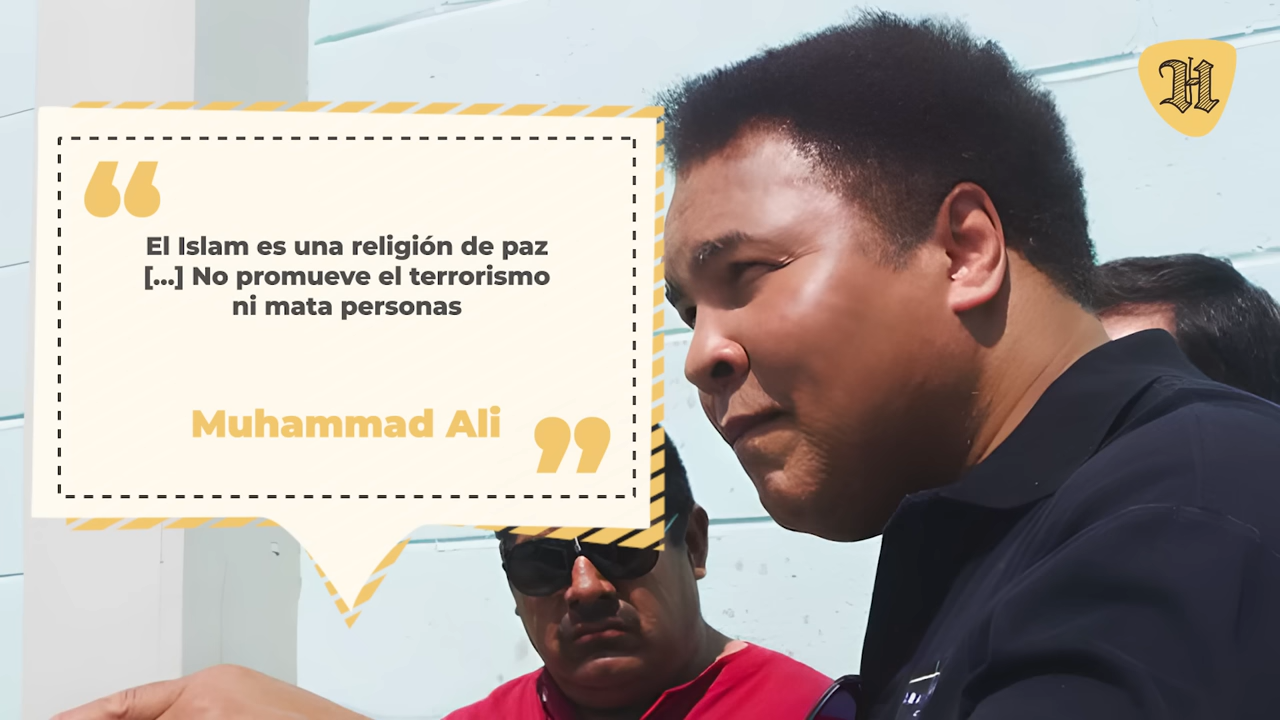 H
El Islam es una religión de paz
[...] No promueve el terrorismo
ni mata personas
Muhammad Ali